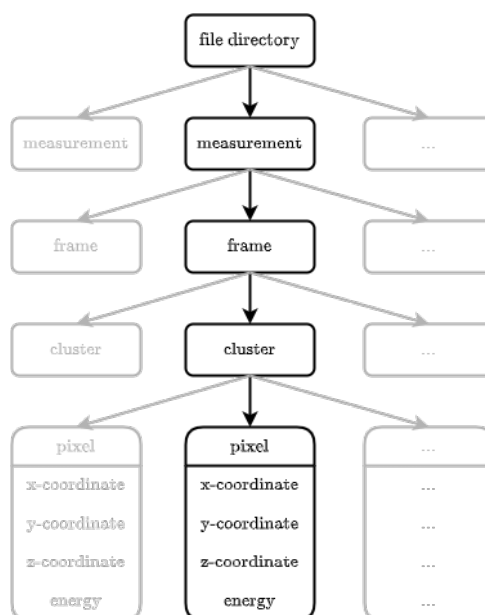 file directory
measurement measurement ...
frame frame ...
cluster cluster ...
pixel pixel ...
x-coordinate x-coordinate ...
y-coordinate y-coordinate ...
z-coordinate z-coordinate ...
energy energy ...